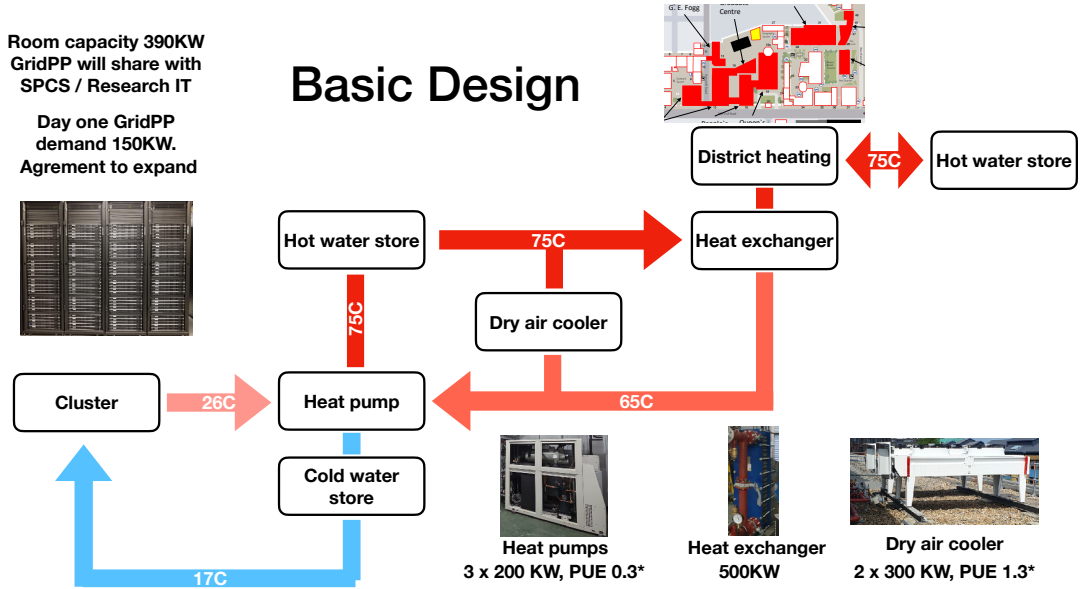 Room capacity 390KW
GridPP will share with
SPCS / Research IT
Day one GridPP
demand 150KW.
Agrement to expand
Basic Design
G. E. Fogg
Centre
District heating
75C
Hot water store
Hot water store
75C
Heat exchanger
75C
Dry air cooler
Cluster
26C
Heat pump
65C
Cold water
store
17C
Heat pumps
3 x 200 KW, PUE 0.3*
Heat exchanger
500KW
Dry air cooler
2 x 300 KW, PUE 1.3*